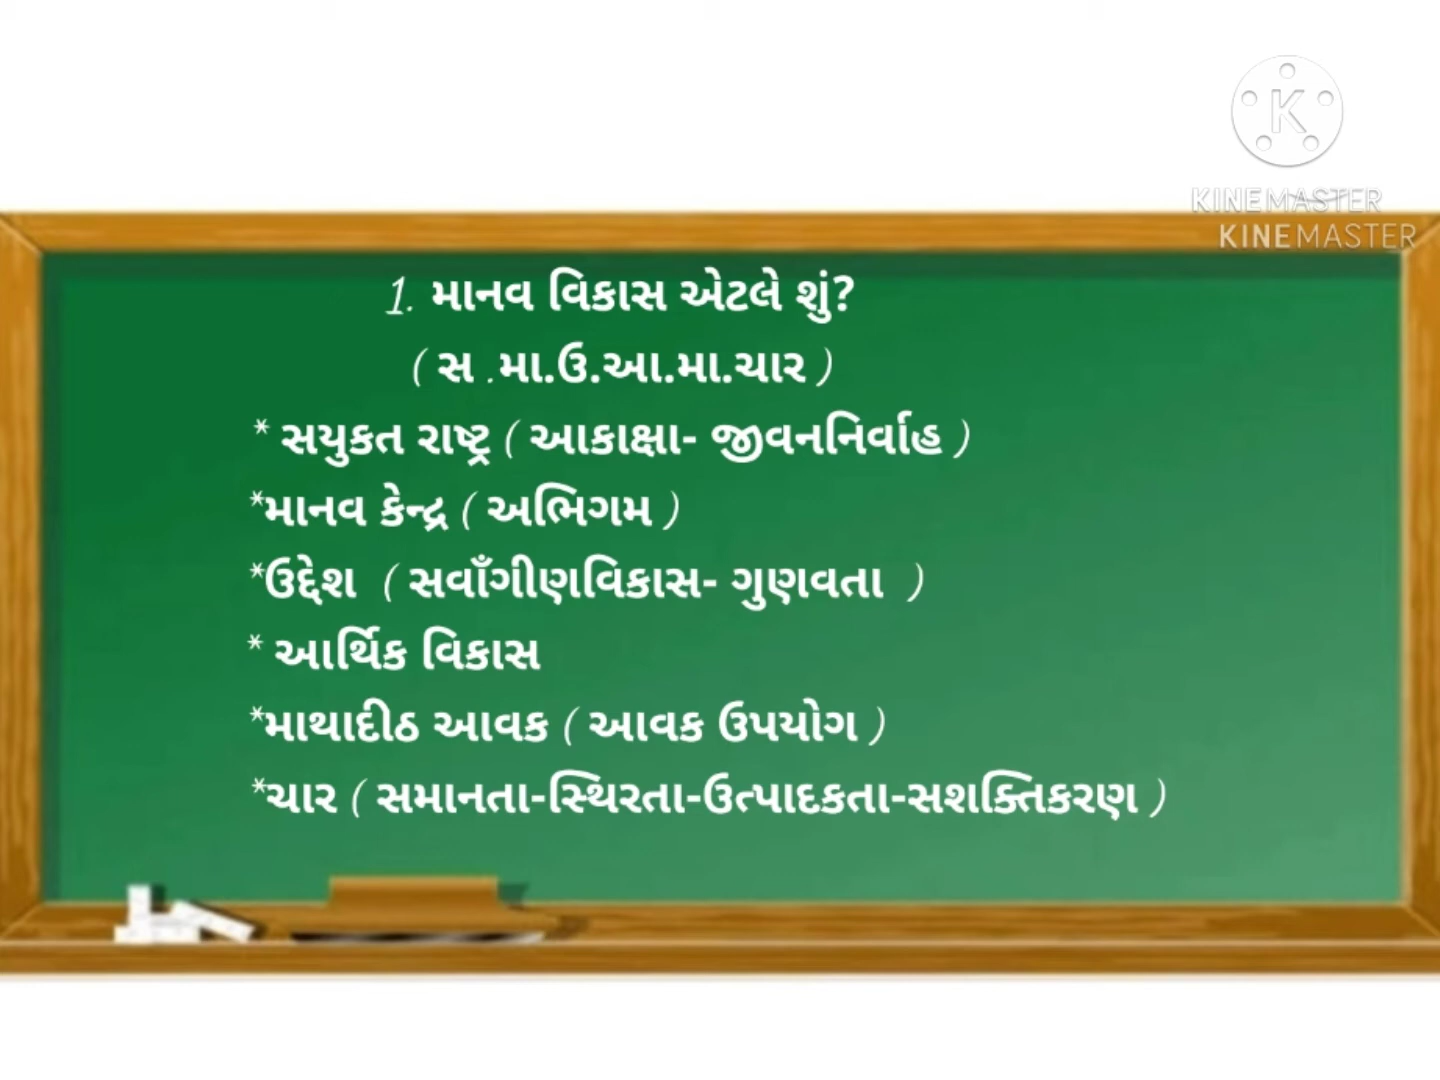 KINEMASTER
KINEMASTER
1. માનવ વિકાસ એટલે શું?
( સ .મા.ઉ.આ.મા.ચાર )
* સયુકત રાષ્ટ્ર ( આકાક્ષા- જીવનનિર્વાહ )
*માનવ કેન્દ્ર ( અભિગમ )
*ઉદ્દેશ ( સવાઁગીણવિકાસ- ગુણવતા )
* આર્થિક વિકાસ
*માથાદીઠ આવક ( આવક ઉપયોગ )
*ચાર ( સમાનતા-સ્થિરતા-ઉત્પાદકતા-સશક્તિકરણ )